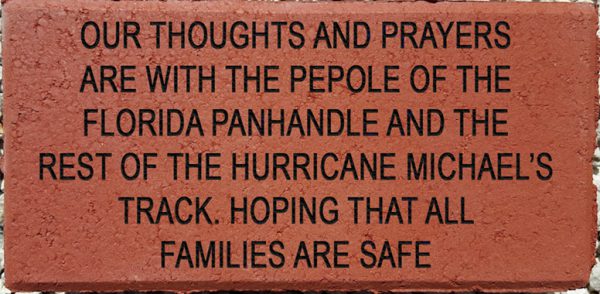 OUR THOUGHTS AND PRAYERS
ARE WITH THE PEPOLE OF THE
FLORIDA PANHANDLE AND THE
REST OF THE HURRICANE MICHAEL'S
TRACK. HOPING THAT ALL
FAMILIES ARE SAFE